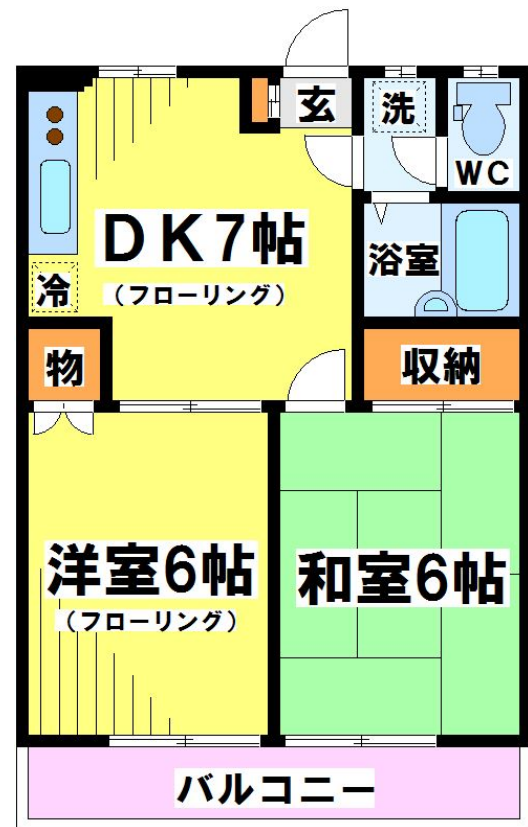 玄
洗
WC
DK7帖
(フローリング)
浴室
冷
物
収納
洋室6帖
(フローリング)
和室6帖
バルコニー